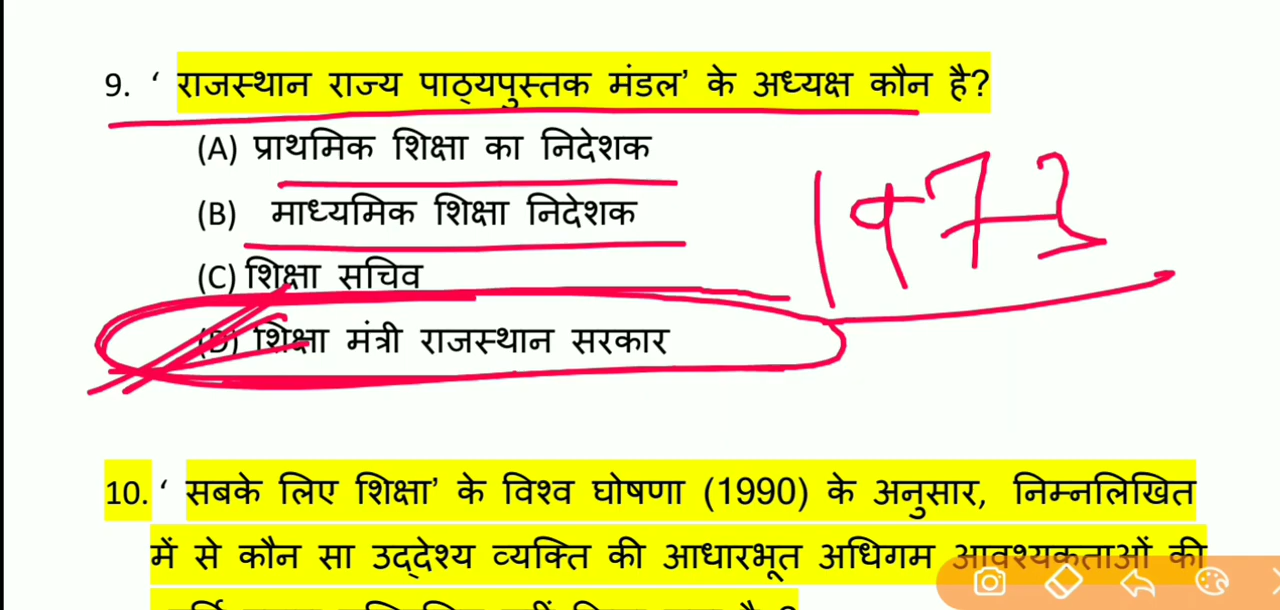 9. ‘ राजस्थान राज्य पाठ्यपुस्तक मंडल’ के अध्यक्ष कौन है?
(A) प्राथमिक शिक्षा का निदेशक
(B) माध्यमिक शिक्षा निदेशक
1973
(C) शिक्षा सचिव
(D) शिक्षा मंत्री राजस्थान सरकार
10. ‘ सबके लिए शिक्षा’ के विश्व घोषणा (1990) के अनुसार, निम्नलिखित
में से कौन सा उद्देश्य व्यक्ति की आधारभूत अधिगम आवश्यकताओं की